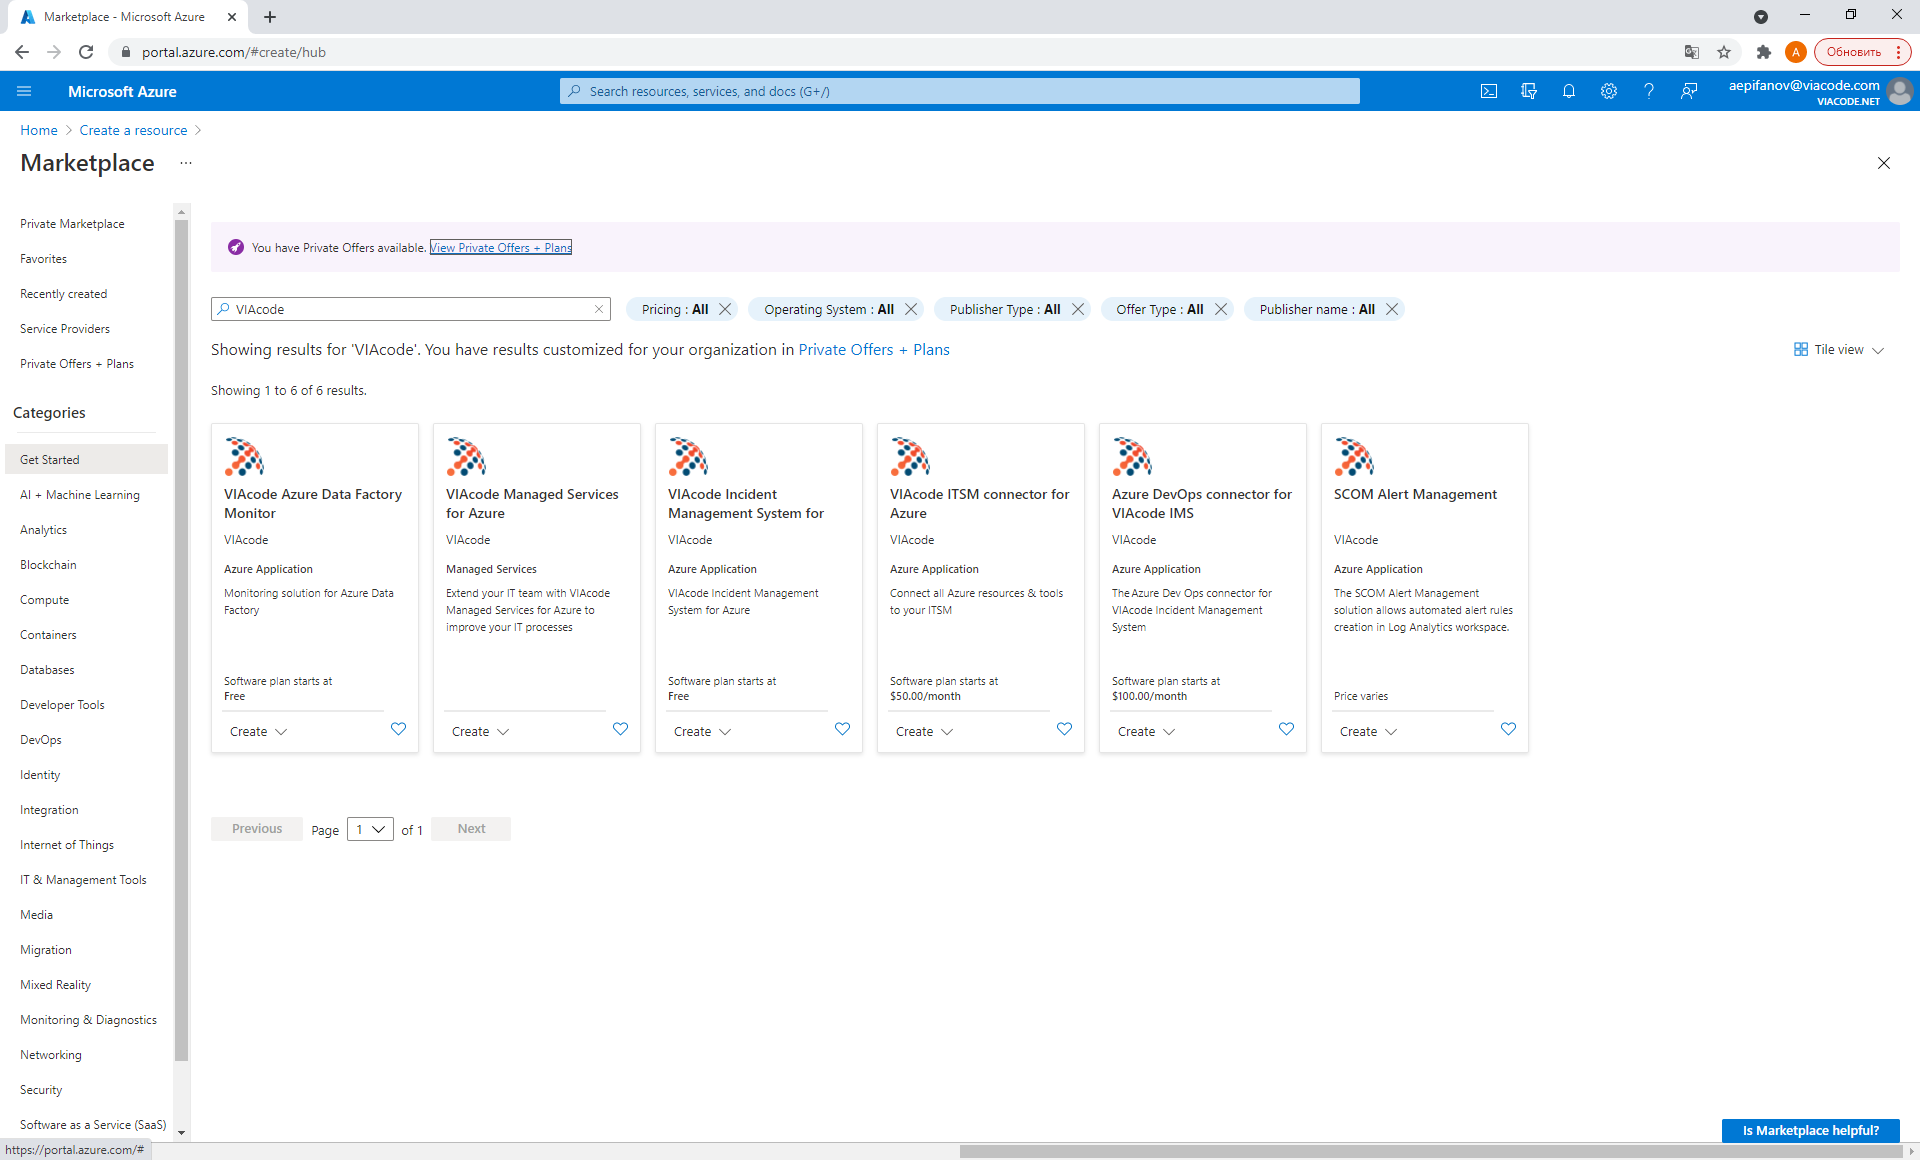 Marketplace - Microsoft Azure
portal.azure.com/#create/hub
А
Обновить
Microsoft Azure
Search resources, services, and docs (G+/)
aepifanov@viacode.com
VIACODE.NET
Home
Create a resource
Marketplace
...
Private Marketplace
Favorites
Recently created
Service Providers
Private Offers + Plans
Categories
Get Started
AI + Machine Learning
Analytics
Blockchain
Compute
Containers
Databases
Developer Tools
DevOps
Identity
Integration
Internet of Things
IT & Management Tools
Media
Migration
Mixed Reality
Monitoring & Diagnostics
Networking
Security
Software as a Service (SaaS)
https://portal.azure.com/#
You have Private Offers available. View Private Offers + Plans
VIAcode
Pricing : All
Operating System : All
Publisher Type : All
Offer Type : All
Publisher name : All
Showing results for 'VIAcode'. You have results customized for your organization in Private Offers + Plans
Tile view
Showing 1 to 6 of 6 results.
VIAcode Azure Data Factory
Monitor
VIAcode
Azure Application
Monitoring solution for Azure Data
Factory
Software plan starts at
Free
Create
VIAcode Managed Services
for Azure
VIAcode
Managed Services
Extend your IT team with VIAcode
Managed Services for Azure to
improve your IT processes
Create
VIAcode Incident
Management System for
VIAcode
Azure Application
VIAcode Incident Management
System for Azure
Software plan starts at
Free
Create
VIAcode ITSM connector for
Azure
VIAcode
Azure Application
Connect all Azure resources & tools
to your ITSM
Software plan starts at
$50.00/month
Create
Azure DevOps connector for
VIAcode IMS
VIAcode
Azure Application
The Azure Dev Ops connector for
VIAcode Incident Management
System
Software plan starts at
$100.00/month
Create
SCOM Alert Management
VIAcode
Azure Application
The SCOM Alert Management
solution allows automated alert rules
creation in Log Analytics workspace.
Price varies
Create
Previous
Page
1
of 1
Next
Is Marketplace helpful?